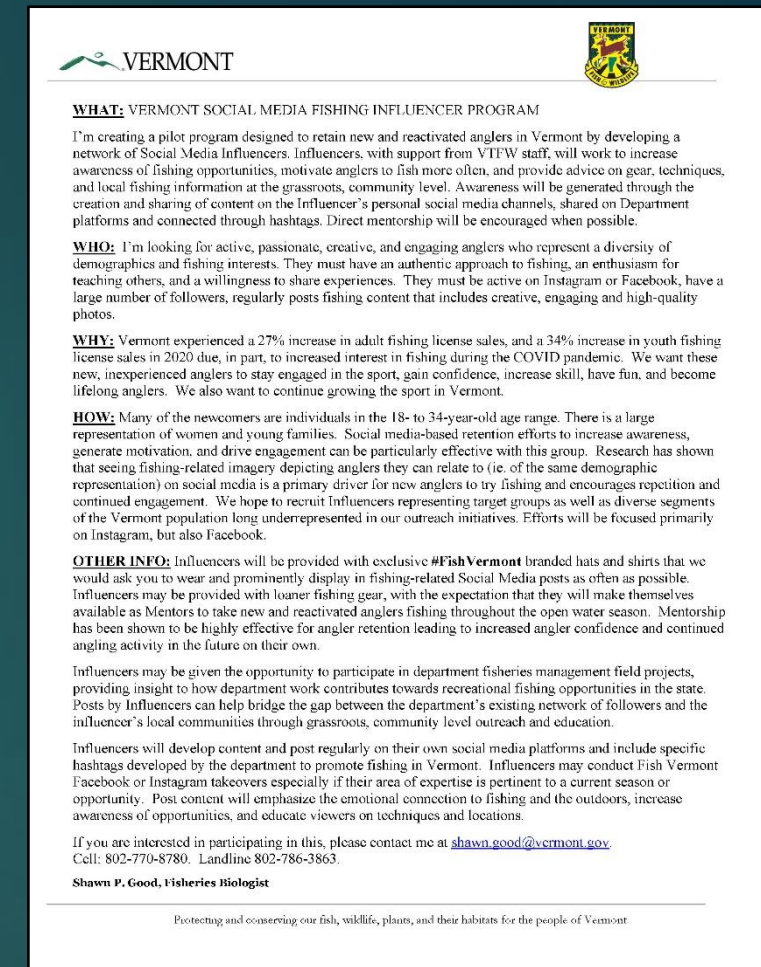 VERMONT
VERMONT
FISH & WILDLIFE
WHAT: VERMONT SOCIAL MEDIA FISHING INFLUENCER PROGRAM
I'm creating a pilot program designed to retain new and reactivated anglers in Vermont by developing a
network of Social Media Influencers. Influencers, with support from VTFW staff, will work to increase
awareness of fishing opportunities, motivate anglers to fish more often, and provide advice on gear, techniques,
and local fishing information at the grassroots, community level. Awareness will be generated through the
creation and sharing of content on the Influencer's personal social media channels, shared on Department
platforms and connected through hashtags. Direct mentorship will be encouraged when possible.
WHO: I'm looking for active, passionate, creative, and engaging anglers who represent a diversity of
demographics and fishing interests. They must have an authentic approach to fishing, an enthusiasm for
teaching others, and a willingness to share experiences. They must be active on Instagram or Facebook, have a
large number of followers, regularly posts fishing content that includes creative, engaging and high-quality
photos.
WHY: Vermont experienced a 27% increase in adult fishing license sales, and a 34% increase in youth fishing
license sales in 2020 due, in part, to increased interest in fishing during the COVID pandemic. We want these
new, inexperienced anglers to stay engaged in the sport, gain confidence, increase skill, have fun, and become
lifelong anglers. We also want to continue growing the sport in Vermont.
HOW: Many of the newcomers are individuals in the 18- to 34-year-old age range. There is a large
representation of women and young families. Social media-based retention efforts to increase awareness,
generate motivation, and drive engagement can be particularly effective with this group. Research has shown
that seeing fishing-related imagery depicting anglers they can relate to (ie. of the same demographic
representation) on social media is a primary driver for new anglers to try fishing and encourages repetition and
continued engagement. We hope to recruit Influencers representing target groups as well as diverse segments
of the Vermont population long underrepresented in our outreach initiatives. Efforts will be focused primarily
on Instagram, but also Facebook.
OTHER INFO: Influencers will be provided with exclusive #FishVermont branded hats and shirts that we
would ask you to wear and prominently display in fishing-related Social Media posts as often as possible.
Influencers may be provided with loaner fishing gear, with the expectation that they will make themselves
available as Mentors to take new and reactivated anglers fishing throughout the open water season. Mentorship
has been shown to be highly effective for angler retention leading to increased angler confidence and continued
angling activity in the future on their own.
Influencers may be given the opportunity to participate in department fisheries management field projects,
providing insight to how department work contributes towards recreational fishing opportunities in the state.
Posts by Influencers can help bridge the gap between the department's existing network of followers and the
influencer's local communities through grassroots, community level outreach and education.
Influencers will develop content and post regularly on their own social media platforms and include specific
hashtags developed by the department to promote fishing in Vermont. Influencers may conduct Fish Vermont
Facebook or Instagram takeovers especially if their area of expertise is pertinent to a current season or
opportunity. Post content will emphasize the emotional connection to fishing and the outdoors, increase
awareness of opportunities, and educate viewers on techniques and locations.
If you are interested in participating in this, please contact me at shawn.good@vermont.gov.
Cell: 802-770-8780. Landline 802-786-3863.
Shawn P. Good, Fisheries Biologist
Protecting and conserving our fish, wildlife, plants, and their habitats for the people of Vermont.